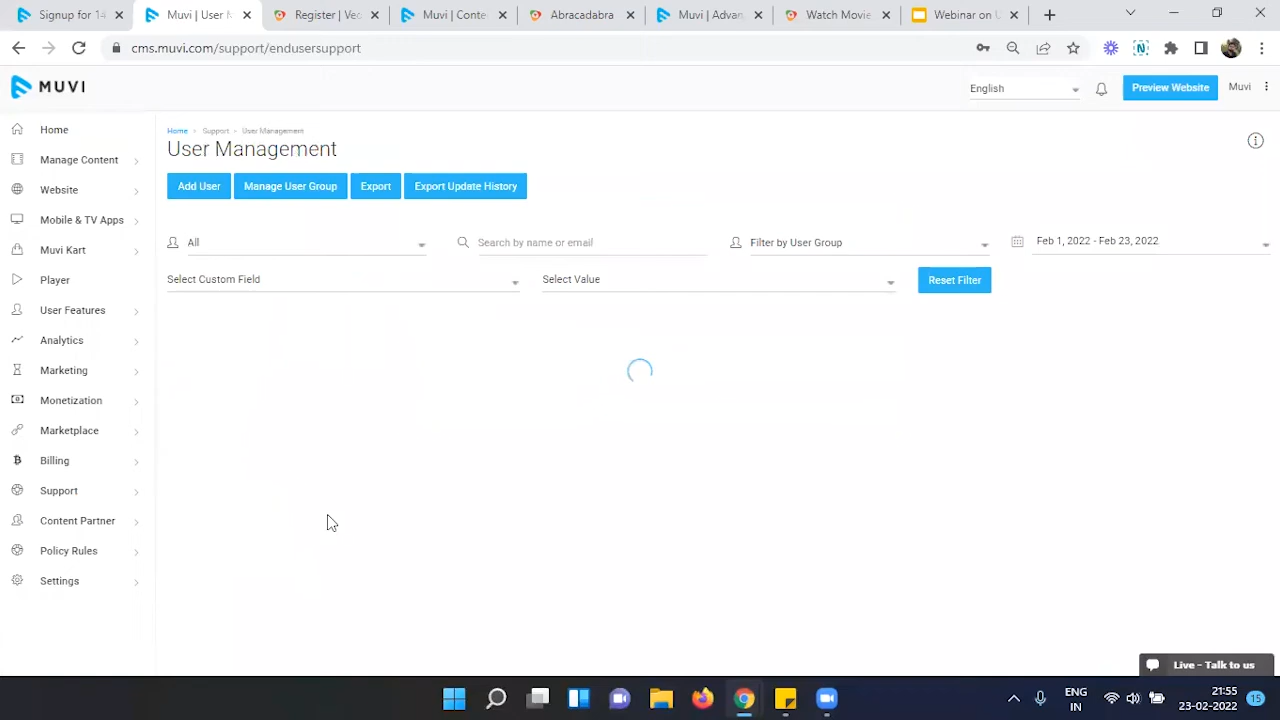 Signup for 14
Muvi | User M
Register | Vec
Muvi | Conte
Abracadabra
Muvi | Advan
Watch Movie
Webinar on U
cms.muvi.com/support/endusersupport
MUVI
English
Preview Website
Muvi
Home
Manage Content
Website
Mobile & TV Apps
Muvi Kart
Player
User Features
Analytics
Marketing
Monetization
Marketplace
Billing
Support
Content Partner
Policy Rules
Settings
Home Support User Management
User Management
Add User Manage User Group Export Export Update History
All Search by name or email Filter by User Group Feb 1, 2022 - Feb 23, 2022
Select Custom Field Select Value Reset Filter
Live - Talk to us
ENG
IN
21:55
23-02-2022
15